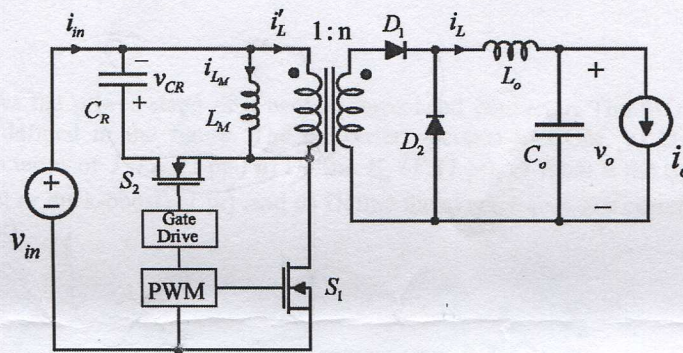 1:n
i_in
i'_L
D_1
i_L
−
v_CR
+
C_R
i_LM
L_M
L_o
+
D_2
C_o
v_o
i_o
−
S_2
+
−
v_in
Gate
Drive
PWM
S_1